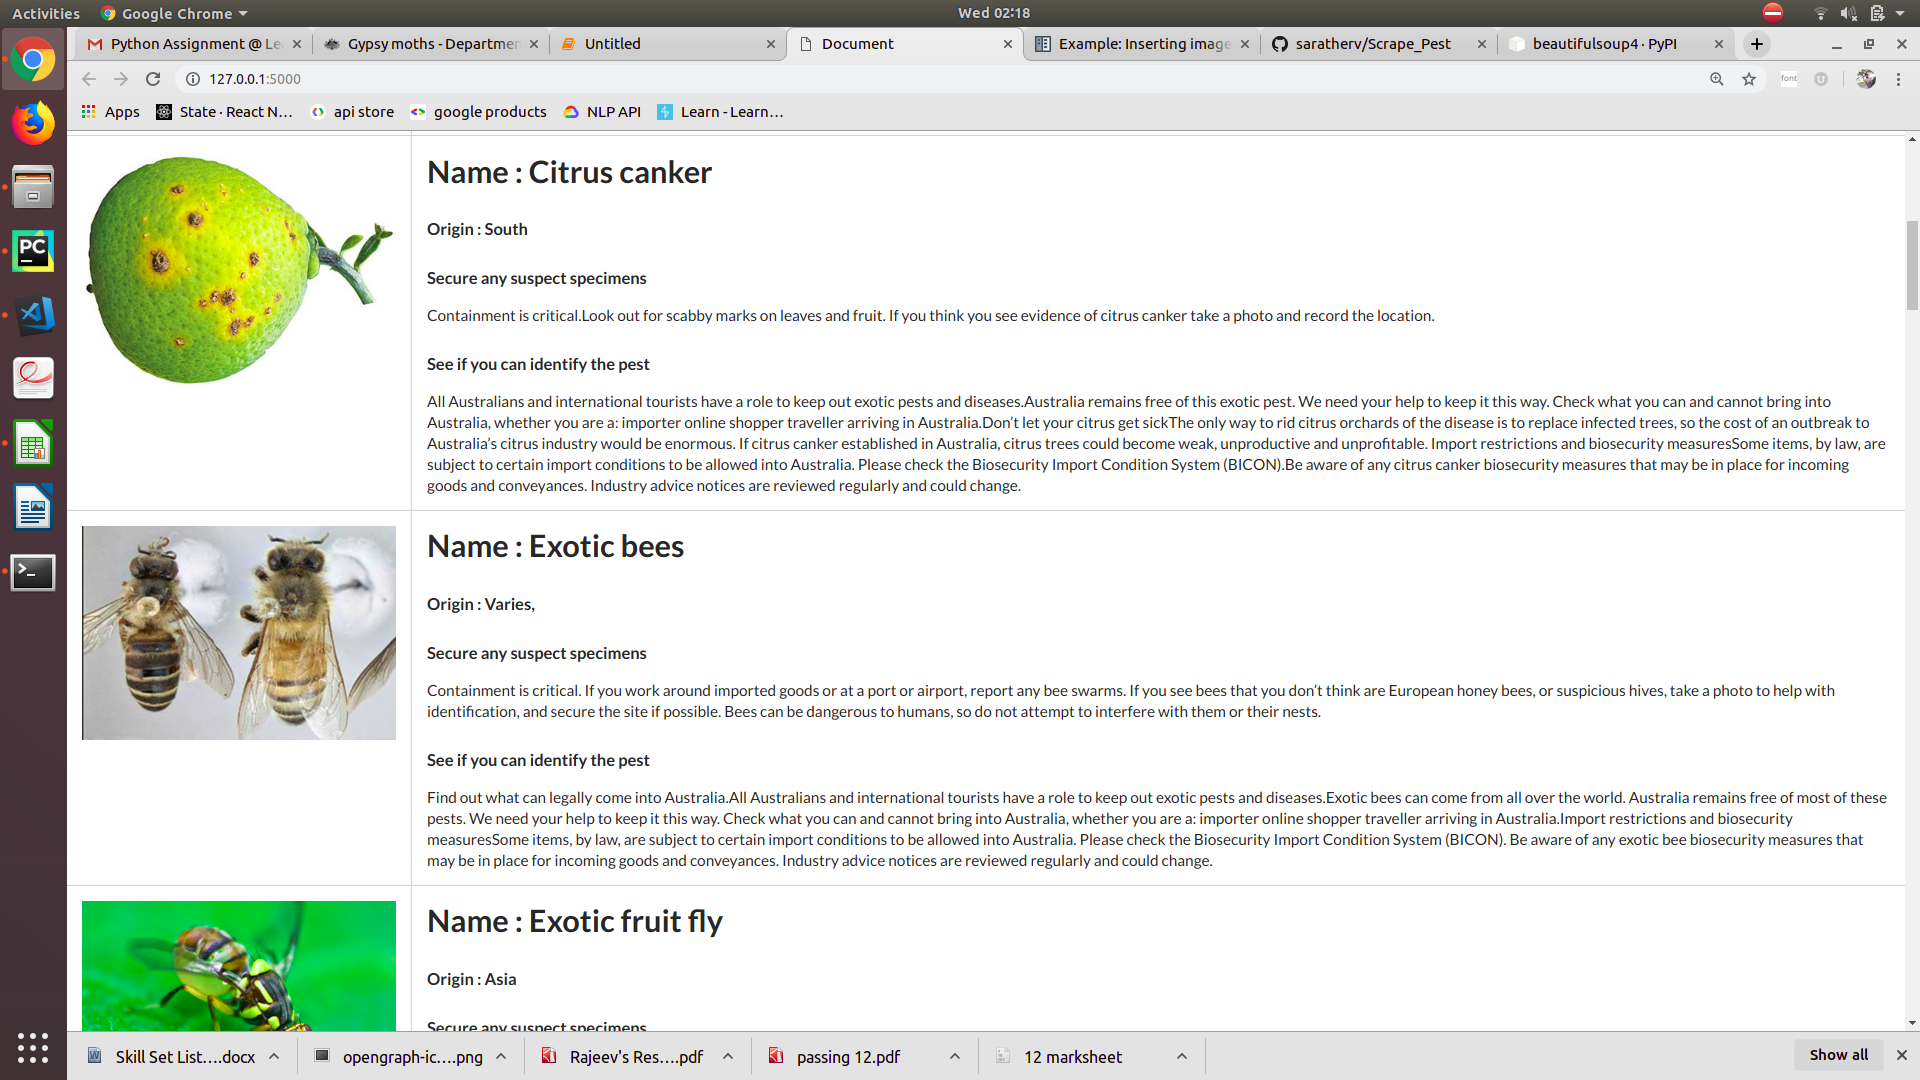 Activities
Google Chrome
Wed 02:18
Python Assignment @ Le
Gypsy moths - Departmen
Untitled
Document
Example: Inserting image
saratherv/Scrape_Pest
beautifulsoup4 · PyPI
127.0.0.1:5000
font
Apps
State · React N...
api store
google products
NLP API
Learn - Learn...
Name : Citrus canker
Origin : South
Secure any suspect specimens
Containment is critical.Look out for scabby marks on leaves and fruit. If you think you see evidence of citrus canker take a photo and record the location.
See if you can identify the pest
All Australians and international tourists have a role to keep out exotic pests and diseases.Australia remains free of this exotic pest. We need your help to keep it this way. Check what you can and cannot bring into
Australia, whether you are a: importer online shopper traveller arriving in Australia.Don’t let your citrus get sickThe only way to rid citrus orchards of the disease is to replace infected trees, so the cost of an outbreak to
Australia’s citrus industry would be enormous. If citrus canker established in Australia, citrus trees could become weak, unproductive and unprofitable. Import restrictions and biosecurity measuresSome items, by law, are
subject to certain import conditions to be allowed into Australia. Please check the Biosecurity Import Condition System (BICON).Be aware of any citrus canker biosecurity measures that may be in place for incoming
goods and conveyances. Industry advice notices are reviewed regularly and could change.
Name : Exotic bees
Origin : Varies,
Secure any suspect specimens
Containment is critical. If you work around imported goods or at a port or airport, report any bee swarms. If you see bees that you don’t think are European honey bees, or suspicious hives, take a photo to help with
identification, and secure the site if possible. Bees can be dangerous to humans, so do not attempt to interfere with them or their nests.
See if you can identify the pest
Find out what can legally come into Australia.All Australians and international tourists have a role to keep out exotic pests and diseases.Exotic bees can come from all over the world. Australia remains free of most of these
pests. We need your help to keep it this way. Check what you can and cannot bring into Australia, whether you are a: importer online shopper traveller arriving in Australia.Import restrictions and biosecurity
measuresSome items, by law, are subject to certain import conditions to be allowed into Australia. Please check the Biosecurity Import Condition System (BICON). Be aware of any exotic bee biosecurity measures that
may be in place for incoming goods and conveyances. Industry advice notices are reviewed regularly and could change.
Name : Exotic fruit fly
Origin : Asia
Secure any suspect specimens
PC
Skill Set List....docx
opengraph-ic....png
Rajeev's Res....pdf
passing 12.pdf
12 marksheet
Show all